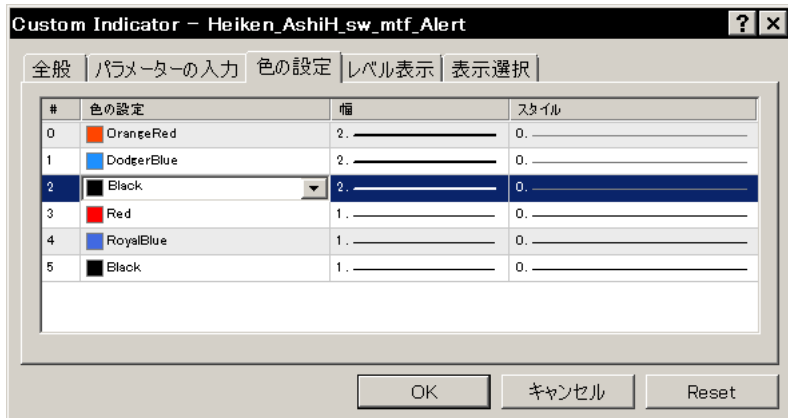 Custom Indicator - Heiken_AshiH_sw_mtf_Alert ? ×
全般 パラメーターの入力 色の設定 レベル表示 表示選択
# 色の設定 幅 スタイル
0 OrangeRed 2. 0.
1 DodgerBlue 2. 0.
2 Black 2. 0.
3 Red 1. 0.
4 RoyalBlue 1. 0.
5 Black 1. 0.
OK キャンセル Reset